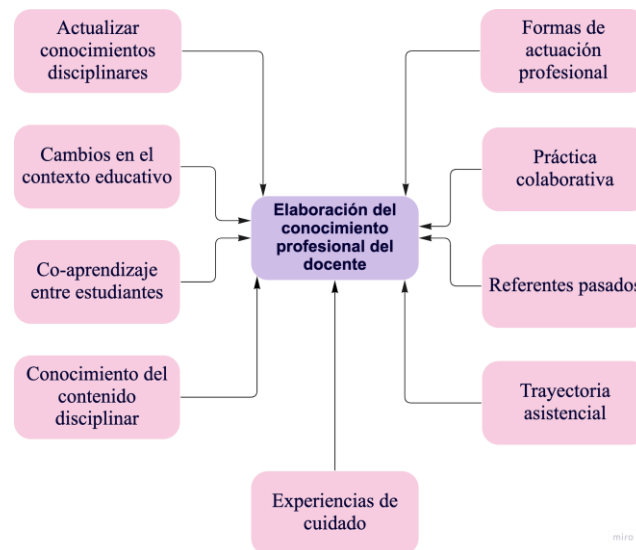 Actualizar
conocimientos
disciplinares
Formas de
actuación
profesional
Cambios en el
contexto educativo
Práctica
colaborativa
Elaboración del
conocimiento
profesional del
docente
Co-aprendizaje
entre estudiantes
Referentes pasados
Conocimiento del
contenido
disciplinar
Trayectoria
asistencial
Experiencias de
cuidado
miro